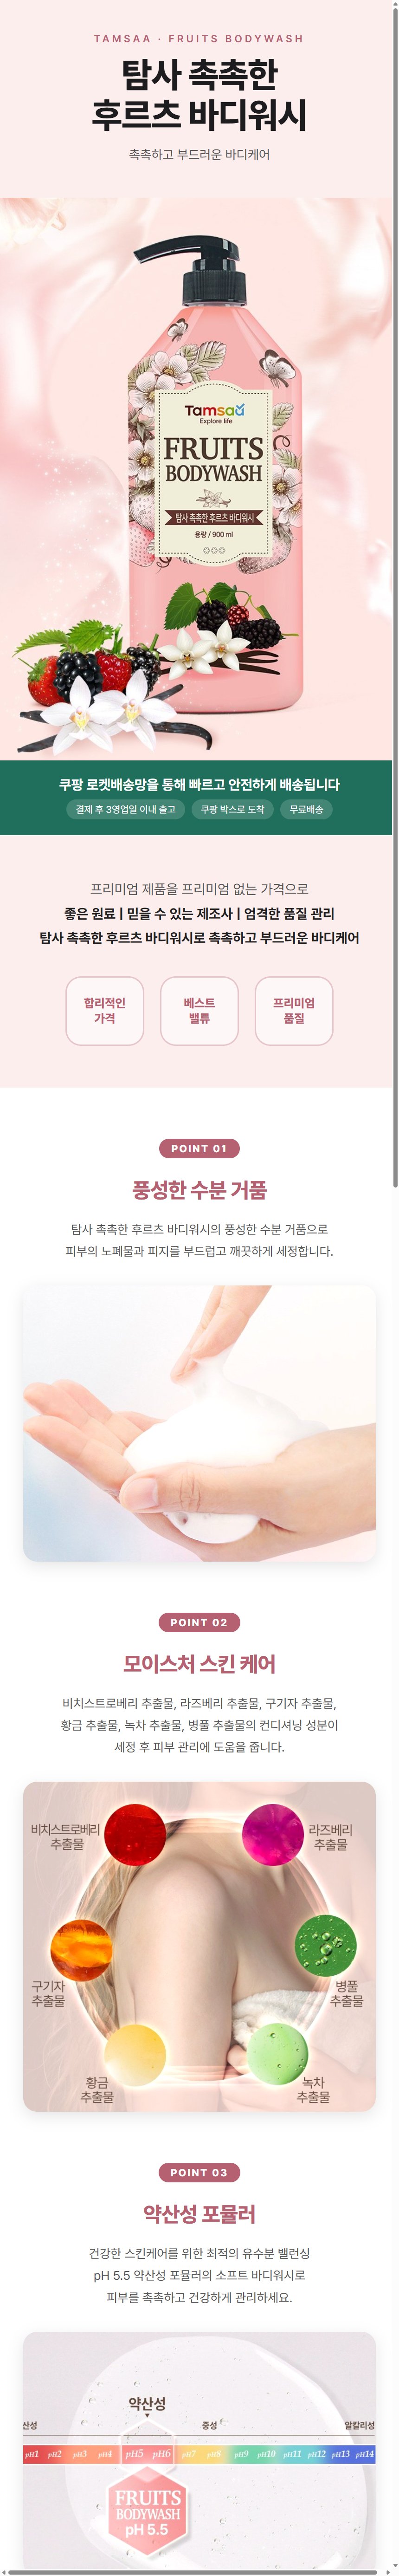 TAMSAA · FRUITS BODYWASH
탐사 촉촉한
후르츠 바디워시
촉촉하고 부드러운 바디케어
Tamsaa
Explore life
FRUITS
BODYWASH
탐사 촉촉한 후르츠 바디워시
용량 / 900 ml
쿠팡 로켓배송망을 통해 빠르고 안전하게 배송됩니다
결제 후 3영업일 이내 출고 쿠팡 박스로 도착 무료배송
프리미엄 제품을 프리미엄 없는 가격으로
좋은 원료 | 믿을 수 있는 제조사 | 엄격한 품질 관리
탐사 촉촉한 후르츠 바디워시로 촉촉하고 부드러운 바디케어
합리적인
가격
베스트
밸류
프리미엄
품질
POINT 01
풍성한 수분 거품
탐사 촉촉한 후르츠 바디워시의 풍성한 수분 거품으로
피부의 노폐물과 피지를 부드럽고 깨끗하게 세정합니다.
POINT 02
모이스처 스킨 케어
비치스트로베리 추출물, 라즈베리 추출물, 구기자 추출물,
황금 추출물, 녹차 추출물, 병풀 추출물의 컨디셔닝 성분이
세정 후 피부 관리에 도움을 줍니다.
비치스트로베리
추출물
라즈베리
추출물
구기자
추출물
병풀
추출물
황금
추출물
녹차
추출물
POINT 03
약산성 포뮬러
건강한 스킨케어를 위한 최적의 유수분 밸런싱
pH 5.5 약산성 포뮬러의 소프트 바디워시로
피부를 촉촉하고 건강하게 관리하세요.
약산성
산성 중성 알칼리성
pH1 pH2 pH3 pH4 pH5 pH6 pH7 pH8 pH9 pH10 pH11 pH12 pH13 pH14
FRUITS
BODYWASH
pH 5.5